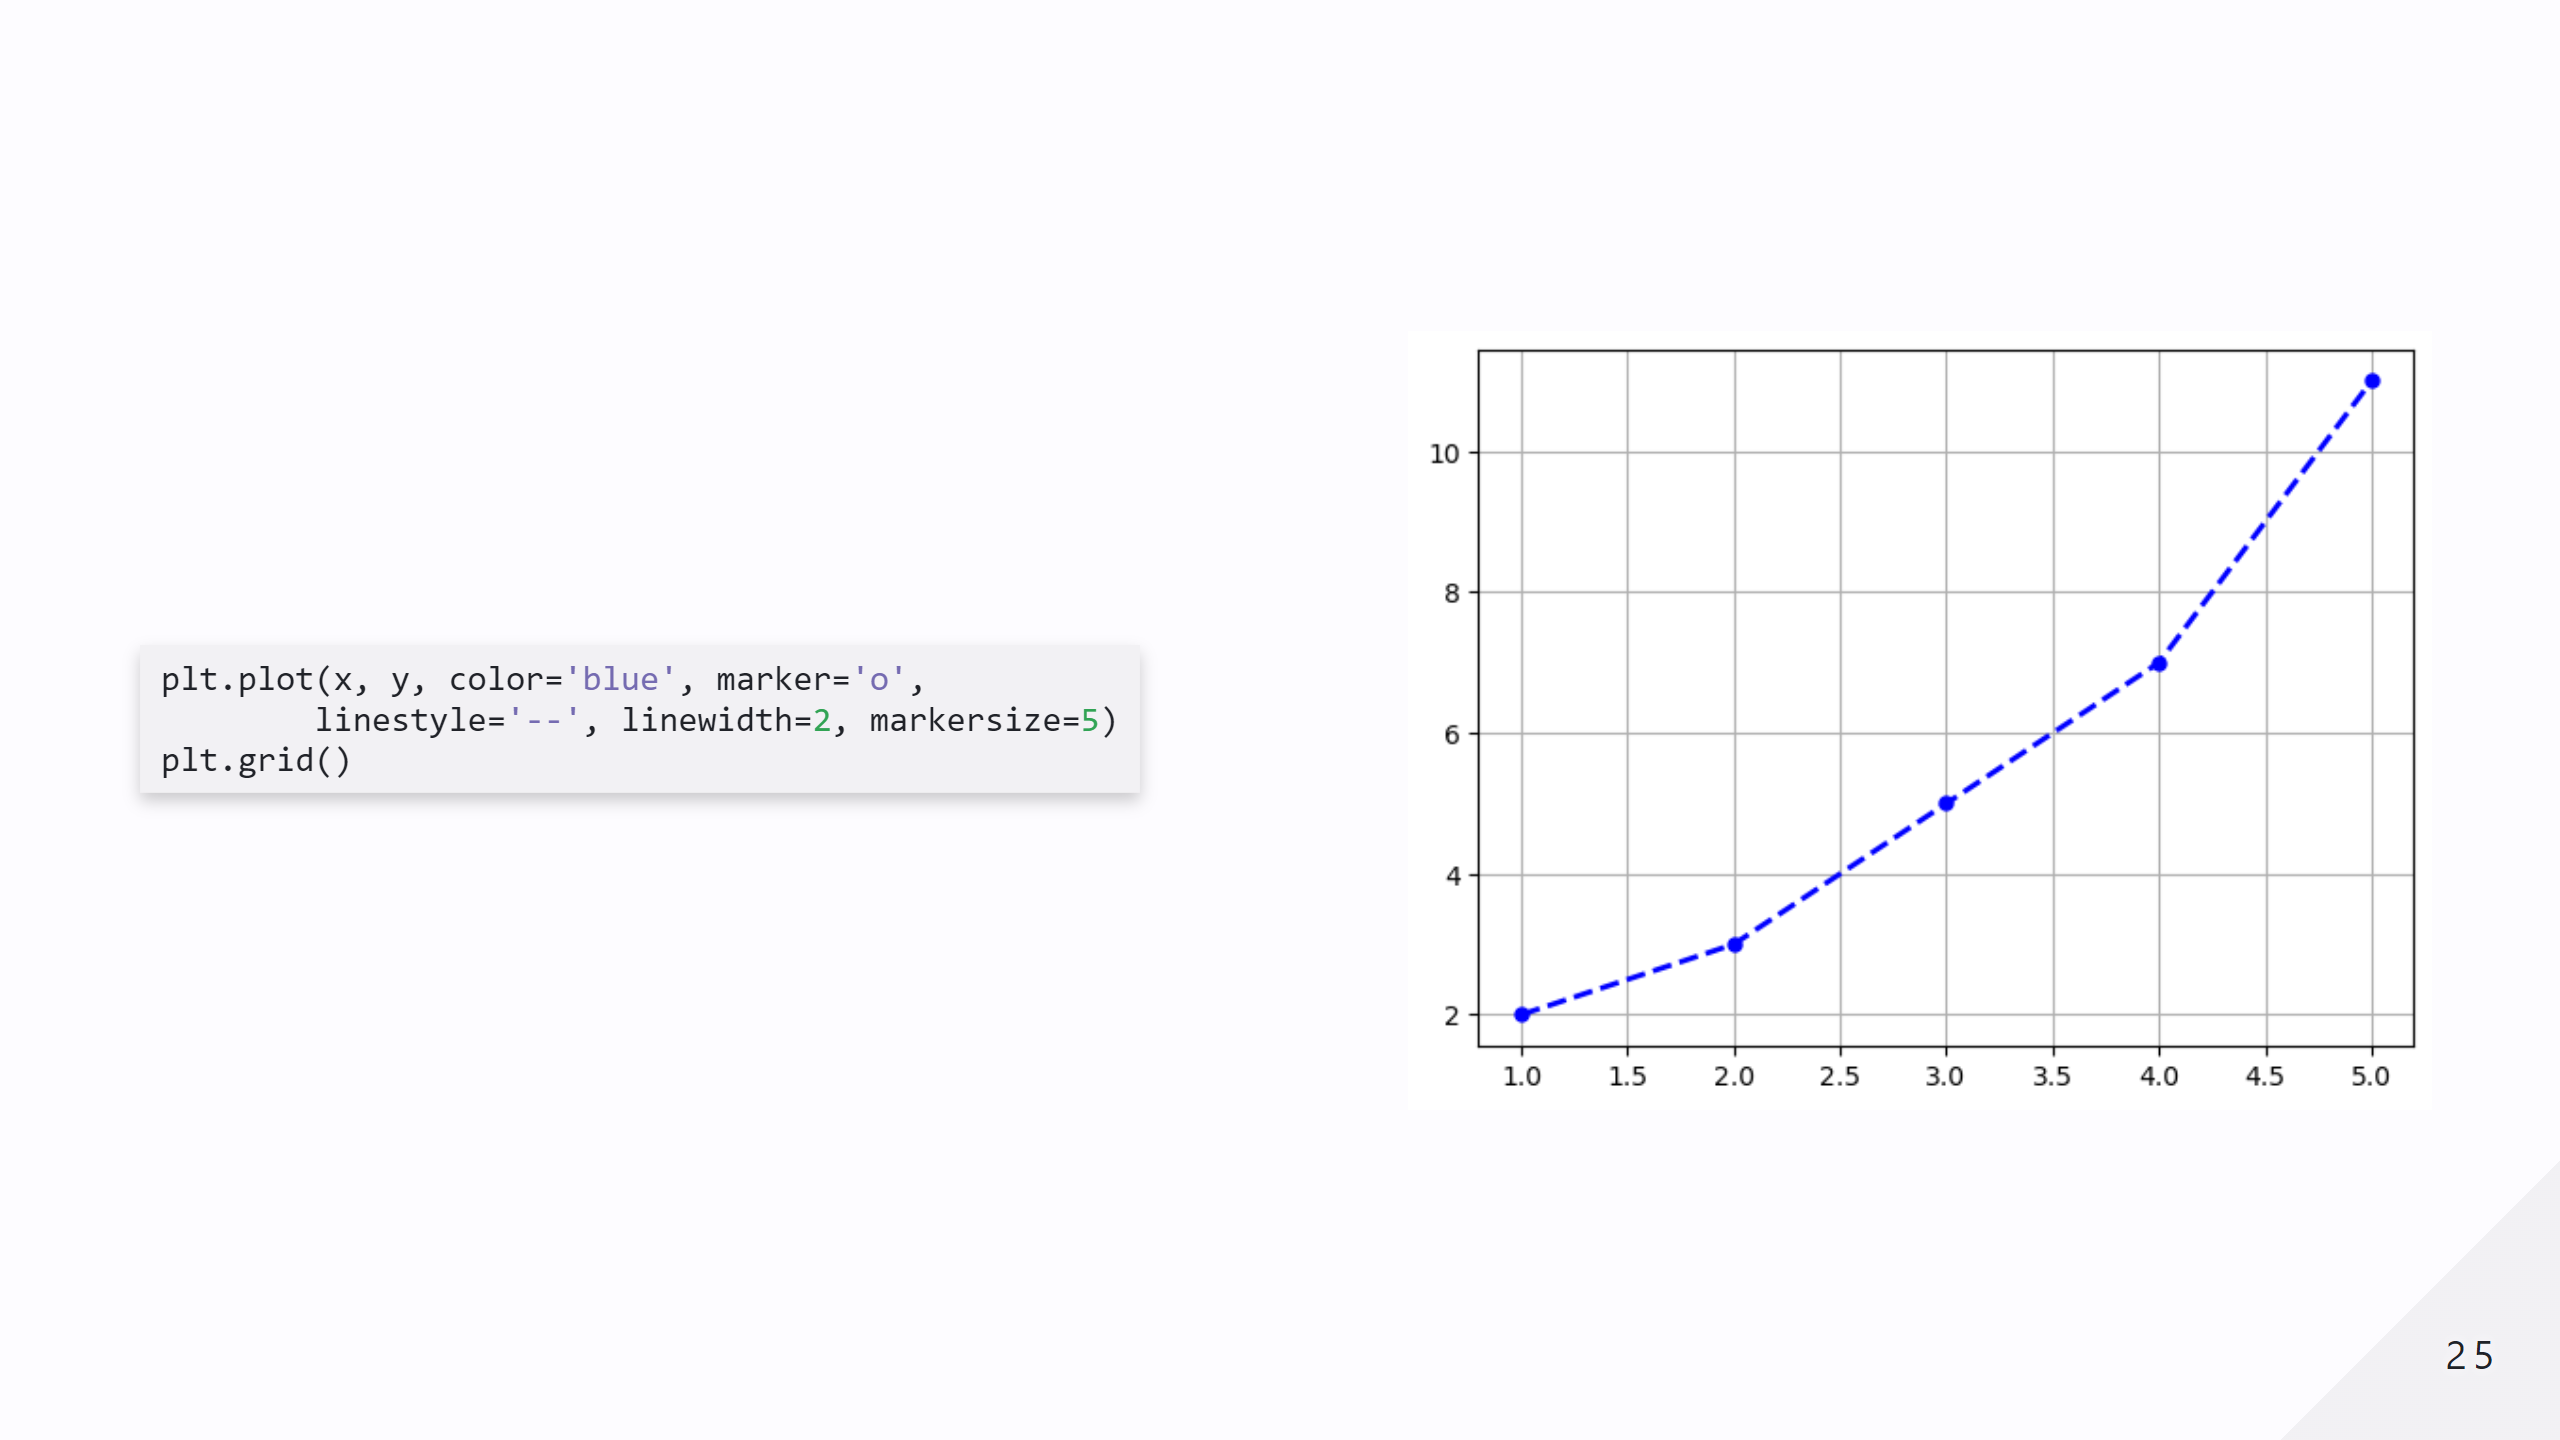 plt.plot(x, y, color='blue', marker='o',
        linestyle='--', linewidth=2, markersize=5)
plt.grid()
10
8
6
4
2
1.0 1.5 2.0 2.5 3.0 3.5 4.0 4.5 5.0
25